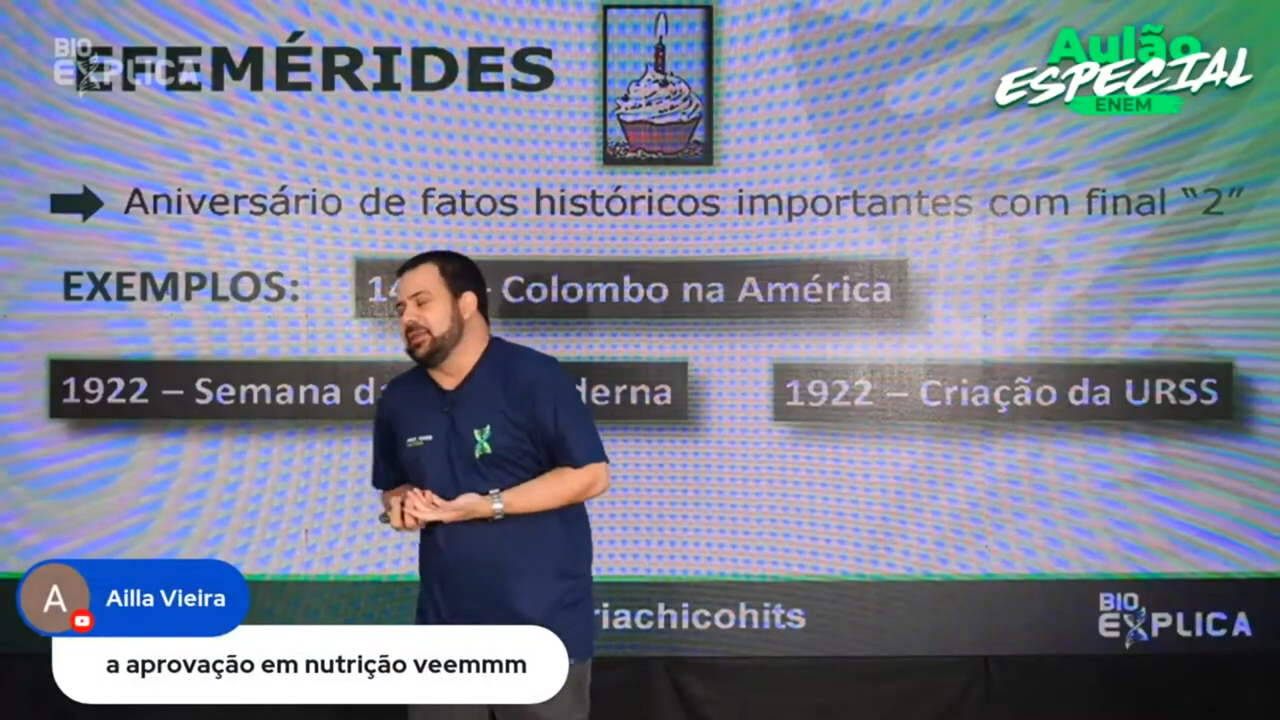 BIO
EXPLICA
EFEMÉRIDES
Aulão
ESPECIAL
ENEM
Aniversário de fatos históricos importantes com final “2”
EXEMPLOS:
14 - Colombo na América
1922 – Semana da derna
1922 – Criação da URSS
riachicohits
BIO
EXPLICA
A
Ailla Vieira
a aprovação em nutrição veemmm